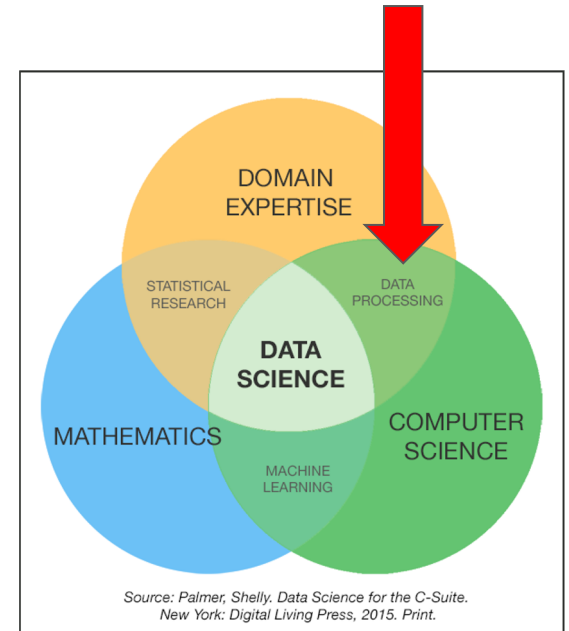 DOMAIN
EXPERTISE
STATISTICAL
RESEARCH
DATA
PROCESSING
DATA
SCIENCE
MATHEMATICS
COMPUTER
SCIENCE
MACHINE
LEARNING
Source: Palmer, Shelly. Data Science for the C-Suite.
New York: Digital Living Press, 2015. Print.